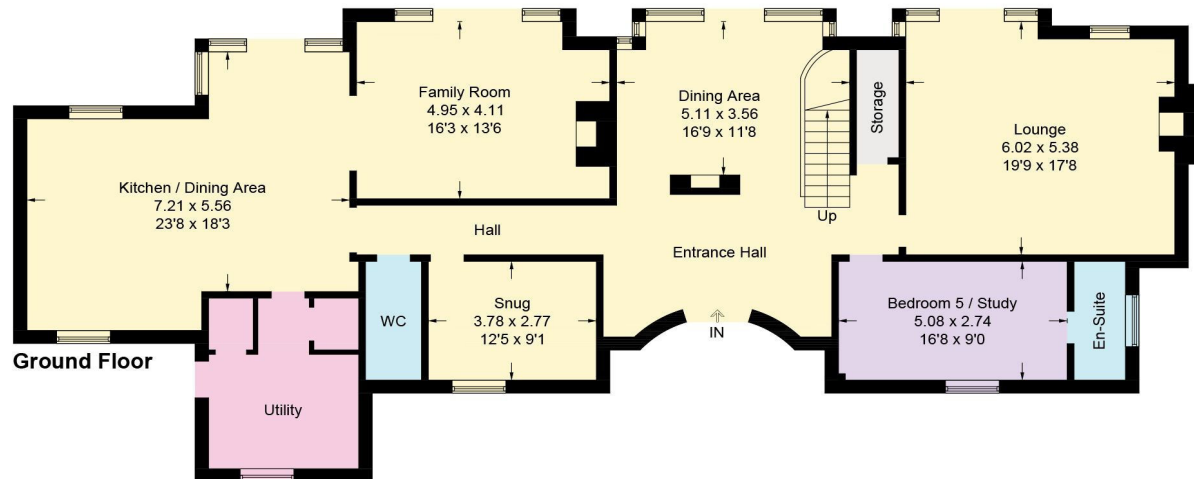 Family Room
4.95 x 4.11
16'3 x 13'6
Dining Area
5.11 x 3.56
16'9 x 11'8
Storage
Lounge
6.02 x 5.38
19'9 x 17'8
Kitchen / Dining Area
7.21 x 5.56
23'8 x 18'3
Up
Hall
Entrance Hall
WC
Snug
3.78 x 2.77
12'5 x 9'1
IN
Bedroom 5 / Study
5.08 x 2.74
16'8 x 9'0
En-Suite
Ground Floor
Utility